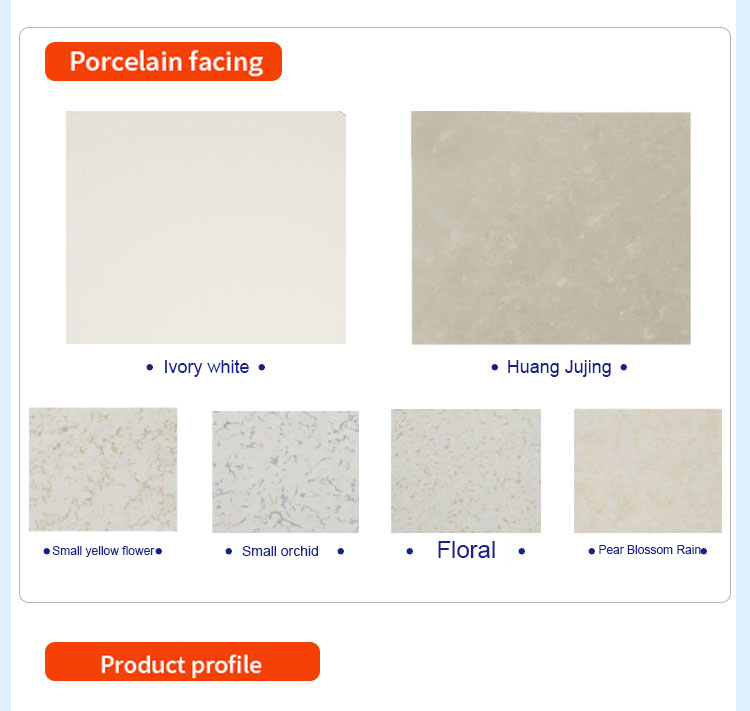 Porcelain facing
• Ivory white •
• Huang Jujing •
•Small yellow flower•
• Small orchid •
• Floral •
•Pear Blossom Rain•
Product profile